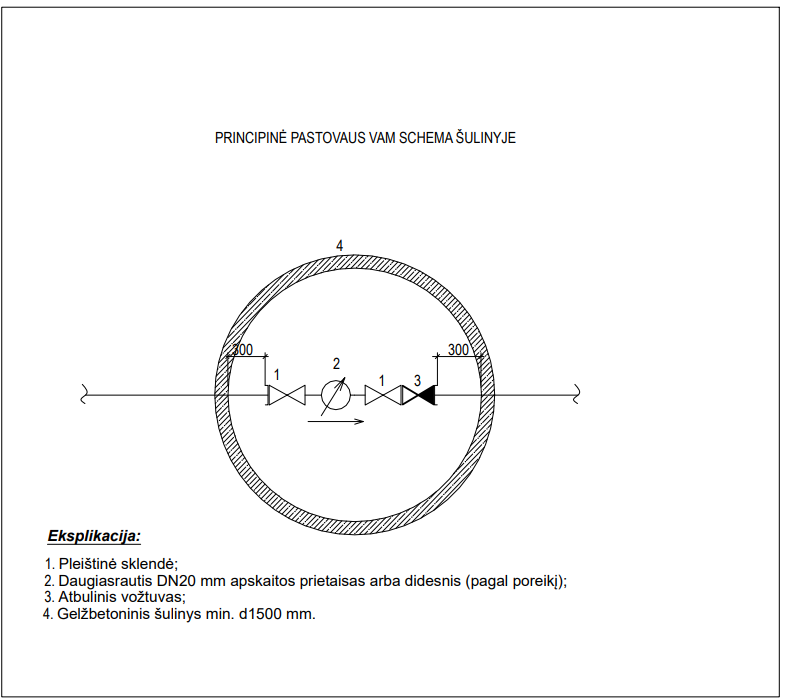 PRINCIPINĖ PASTOVAUS VAM SCHEMA ŠULINYJE
4
300
300
2
1
1
3
Eksplikacija:
1. Pleištinė sklendė;
2. Daugiasrautis DN20 mm apskaitos prietaisas arba didesnis (pagal poreikį);
3. Atbulinis vožtuvas;
4. Gelžbetoninis šulinys min. d1500 mm.